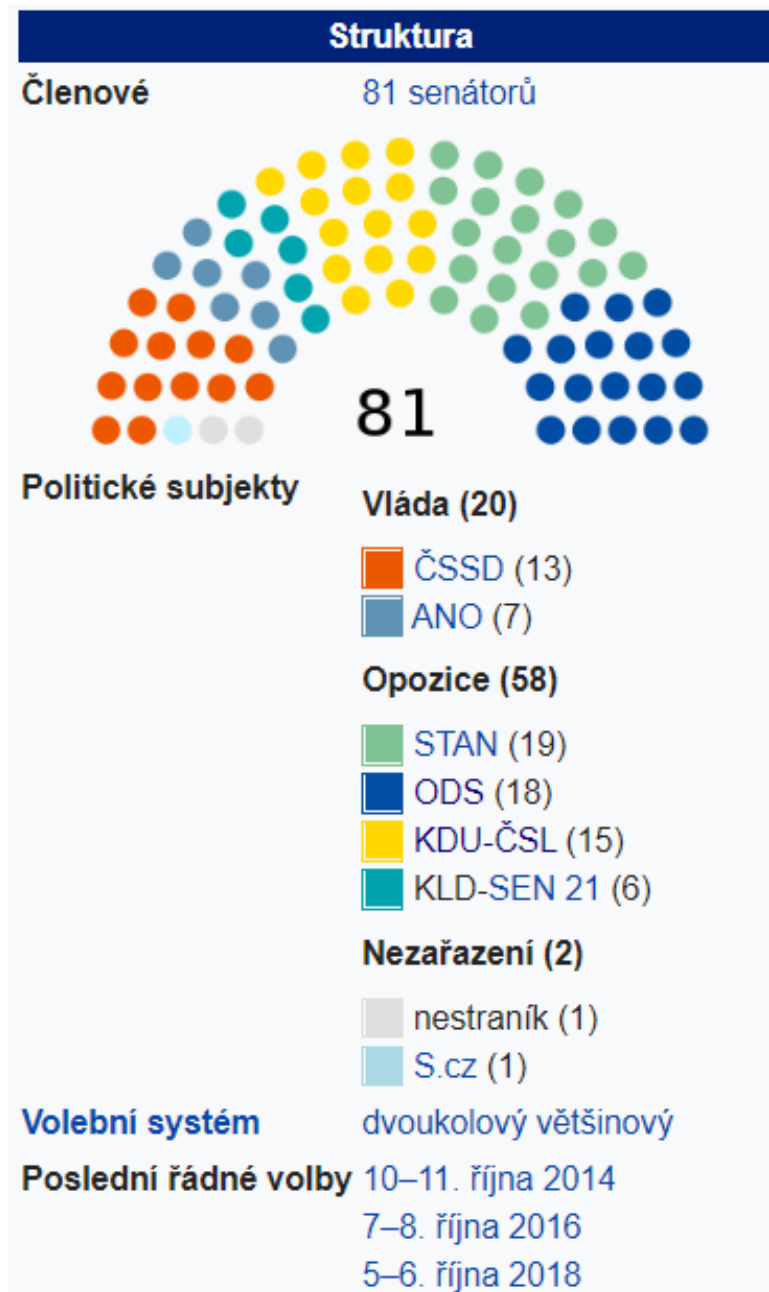 Struktura
Členové 81 senátorů
81
Politické subjekty
Vláda (20)
ČSSD (13)
ANO (7)
Opozice (58)
STAN (19)
ODS (18)
KDU-ČSL (15)
KLD-SEN 21 (6)
Nezařazení (2)
nestraník (1)
S.cz (1)
Volební systém dvoukolový většinový
Poslední řádné volby 10–11. října 2014
7–8. října 2016
5–6. října 2018